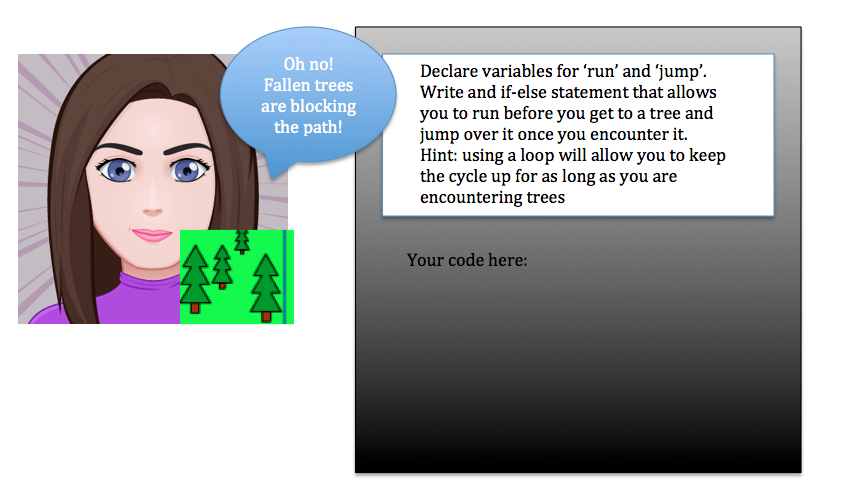 Oh no!
Fallen trees
are blocking
the path!
Declare variables for ‘run’ and ‘jump’.
Write and if-else statement that allows
you to run before you get to a tree and
jump over it once you encounter it.
Hint: using a loop will allow you to keep
the cycle up for as long as you are
encountering trees
Your code here: